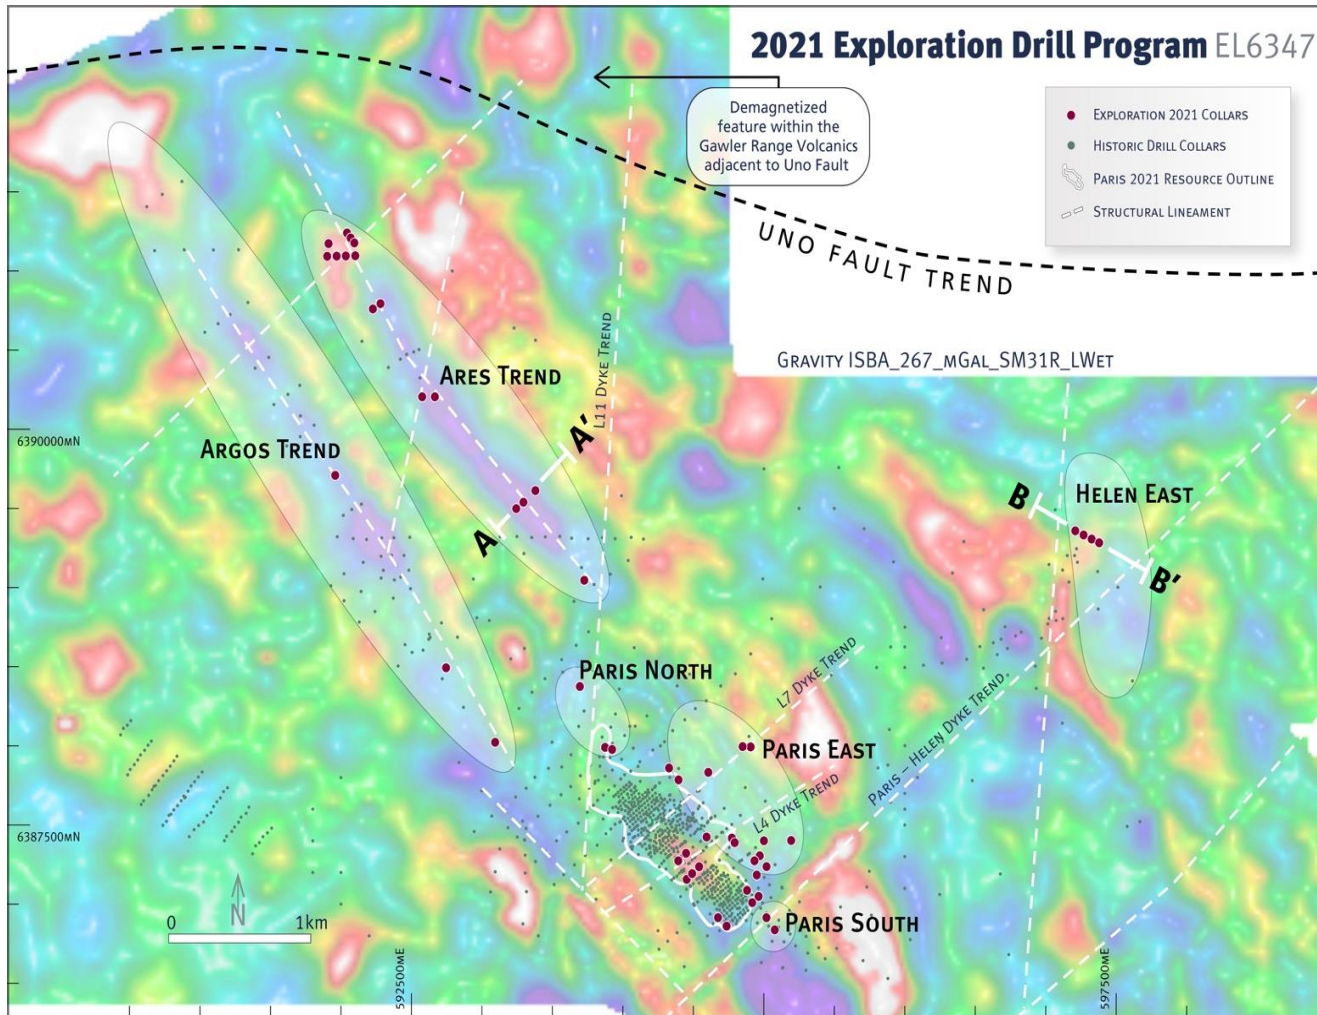 2021 Exploration Drill Program EL6347
Demagnetized
feature within the
Gawler Range Volcanics
adjacent to Uno Fault
Exploration 2021 Collars
Historic Drill Collars
Paris 2021 Resource Outline
Structural Lineament
UNO FAULT TREND
Gravity ISBA_267_mGal_SM31R_LWet
L11 Dyke Trend
Ares Trend
Argos Trend
6390000mN
A
A'
B
B'
Helen East
Paris North
L7 Dyke Trend
Paris East
Paris – Helen Dyke Trend
L4 Dyke Trend
6387500mN
N
0 1km
Paris South
592500mE
597500mE